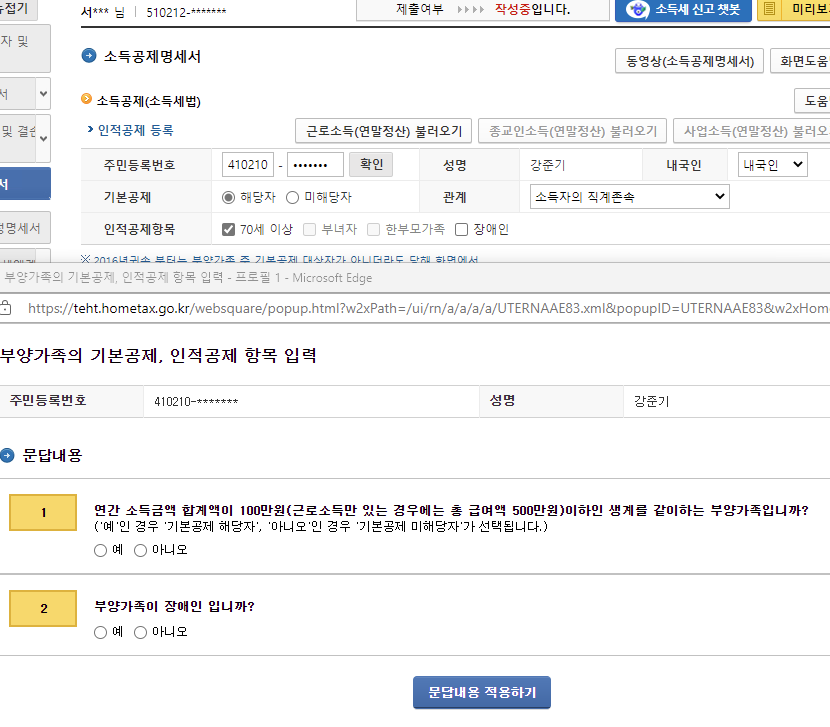 접기
서*** 님 | 510212-*******
제출여부 작성중입니다.
소득세 신고 챗봇
미리보
자 및
소득공제명세서
동영상(소득공제명세서)
화면도움
서
소득공제(소득세법)
도움
및 결손
인적공제 등록
근로소득(연말정산) 불러오기
종교인소득(연말정산) 불러오기
사업소득(연말정산) 불러오
주민등록번호 410210 - ••••••• 확인 성명 강준기 내국인 내국인
서
기본공제 해당자 미해당자 관계 소득자의 직계존속
성명세서
인적공제항목 70세 이상 부녀자 한부모가족 장애인
※ 2016년귀속 부터는 부양가족 중 기본공제 대상자가 아니더라도 당해 화면에서
부양가족의 기본공제, 인적공제 항목 입력 - 프로필 1 - Microsoft Edge
https://teht.hometax.go.kr/websquare/popup.html?w2xPath=/ui/rn/a/a/a/a/UTERNAAE83.xml&popupID=UTERNAAE83&w2xHom
부양가족의 기본공제, 인적공제 항목 입력
주민등록번호 410210-******* 성명 강준기
문답내용
1 연간 소득금액 합계액이 100만원(근로소득만 있는 경우에는 총 급여액 500만원)이하인 생계를 같이하는 부양가족입니까?
('예'인 경우 '기본공제 해당자', '아니오'인 경우 '기본공제 미해당자'가 선택됩니다.)
예 아니오
2 부양가족이 장애인 입니까?
예 아니오
문답내용 적용하기